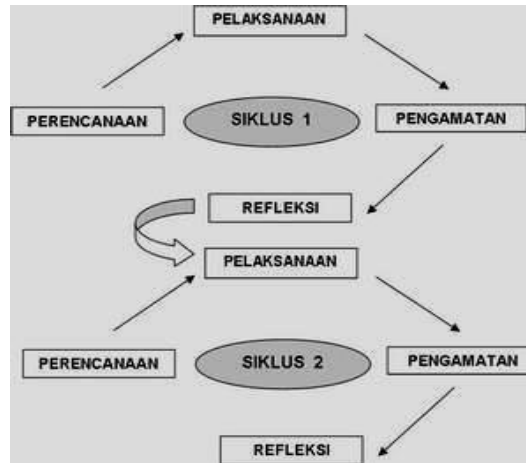 PELAKSANAAN
PERENCANAAN
SIKLUS 1
PENGAMATAN
REFLEKSI
PELAKSANAAN
PERENCANAAN
SIKLUS 2
PENGAMATAN
REFLEKSI